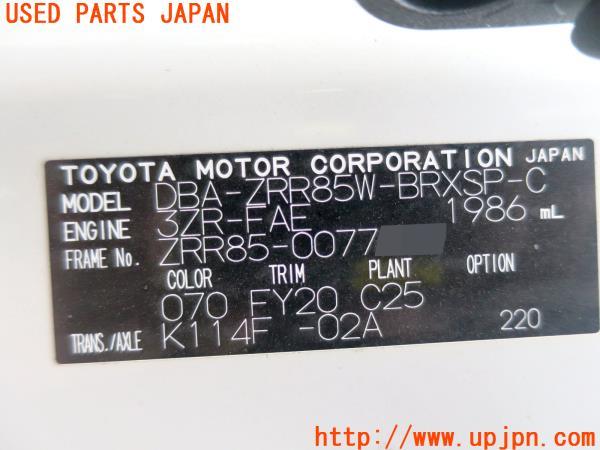 USED PARTS JAPAN
TOYOTA MOTOR CORPORATION JAPAN
MODEL DBA-ZRR85W-BRXSP-C
ENGINE 3ZR-FAE 1986 mL
FRAME No. ZRR85-0077
COLOR TRIM PLANT OPTION
070 FY20 C25
TRANS./AXLE K114F -02A 220
http://www.upjpn.com/